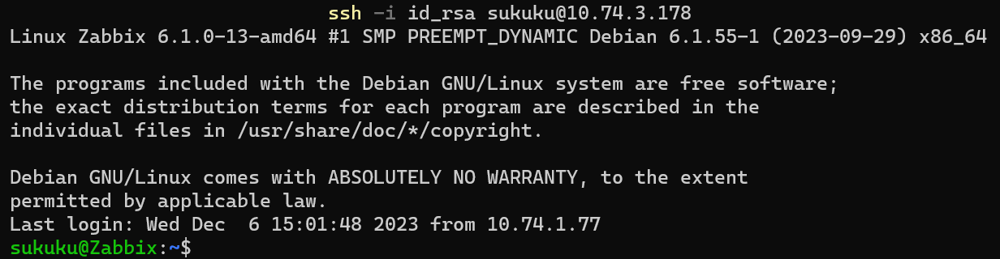 ssh -i id_rsa sukuku@10.74.3.178
Linux Zabbix 6.1.0-13-amd64 #1 SMP PREEMPT_DYNAMIC Debian 6.1.55-1 (2023-09-29) x86_64
The programs included with the Debian GNU/Linux system are free software;
the exact distribution terms for each program are described in the
individual files in /usr/share/doc/*/copyright.
Debian GNU/Linux comes with ABSOLUTELY NO WARRANTY, to the extent
permitted by applicable law.
Last login: Wed Dec  6 15:01:48 2023 from 10.74.1.77
sukuku@Zabbix:~$